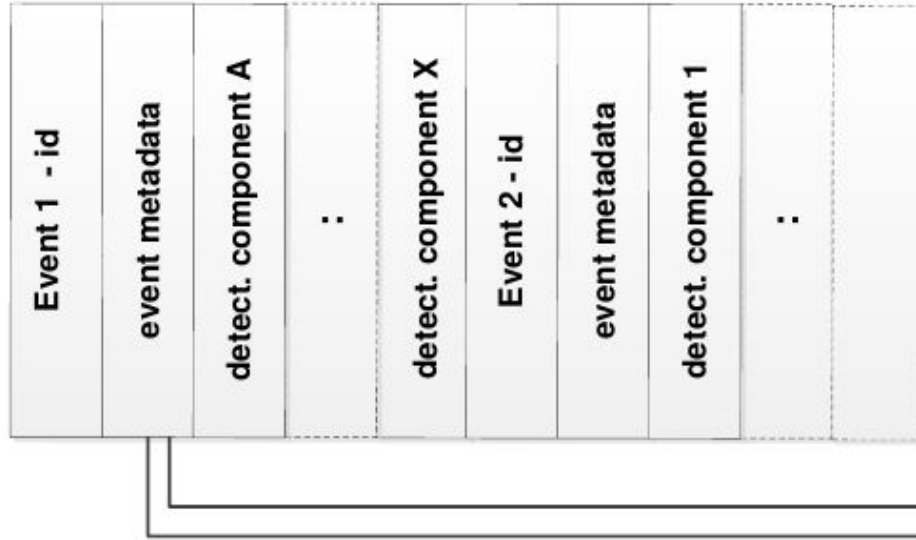 Event 1 - id
event metadata
detect. component A
:
detect. component X
Event 2 - id
event metadata
detect. component 1
: